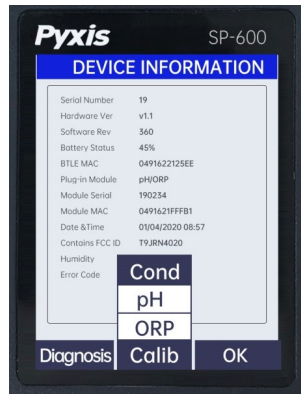 Pyxis SP-600
DEVICE INFORMATION
Serial Number 19
Hardware Ver v1.1
Software Rev 360
Battery Status 45%
BTLE MAC 0491622125EE
Plug-in Module pH/ORP
Module Serial 190234
Module MAC 0491621FFFB1
Date &Time 01/04/2020 08:57
Contains FCC ID T9JRN4020
Humidity
Error Code
Cond
pH
ORP
Diagnosis Calib OK